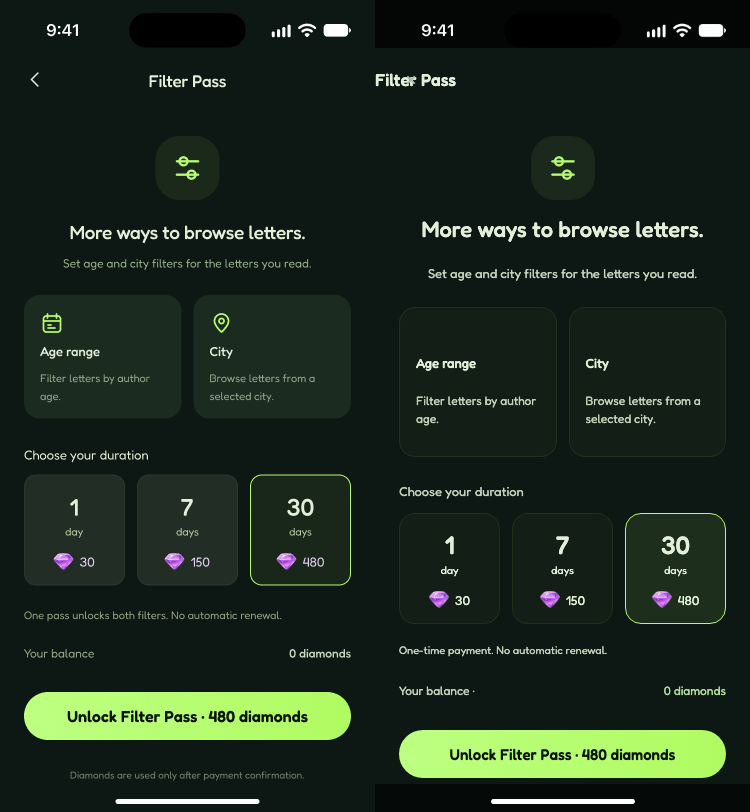 9:41
Filter Pass
More ways to browse letters.
Set age and city filters for the letters you read.
Age range
Filter letters by author
age.
City
Browse letters from a
selected city.
Choose your duration
1
day
30
7
days
150
30
days
480
One pass unlocks both filters. No automatic renewal.
Your balance
0 diamonds
Unlock Filter Pass · 480 diamonds
Diamonds are used only after payment confirmation.
9:41
Filter Pass
More ways to browse letters.
Set age and city filters for the letters you read.
Age range
Filter letters by author
age.
City
Browse letters from a
selected city.
Choose your duration
1
day
30
7
days
150
30
days
480
One-time payment. No automatic renewal.
Your balance ·
0 diamonds
Unlock Filter Pass · 480 diamonds